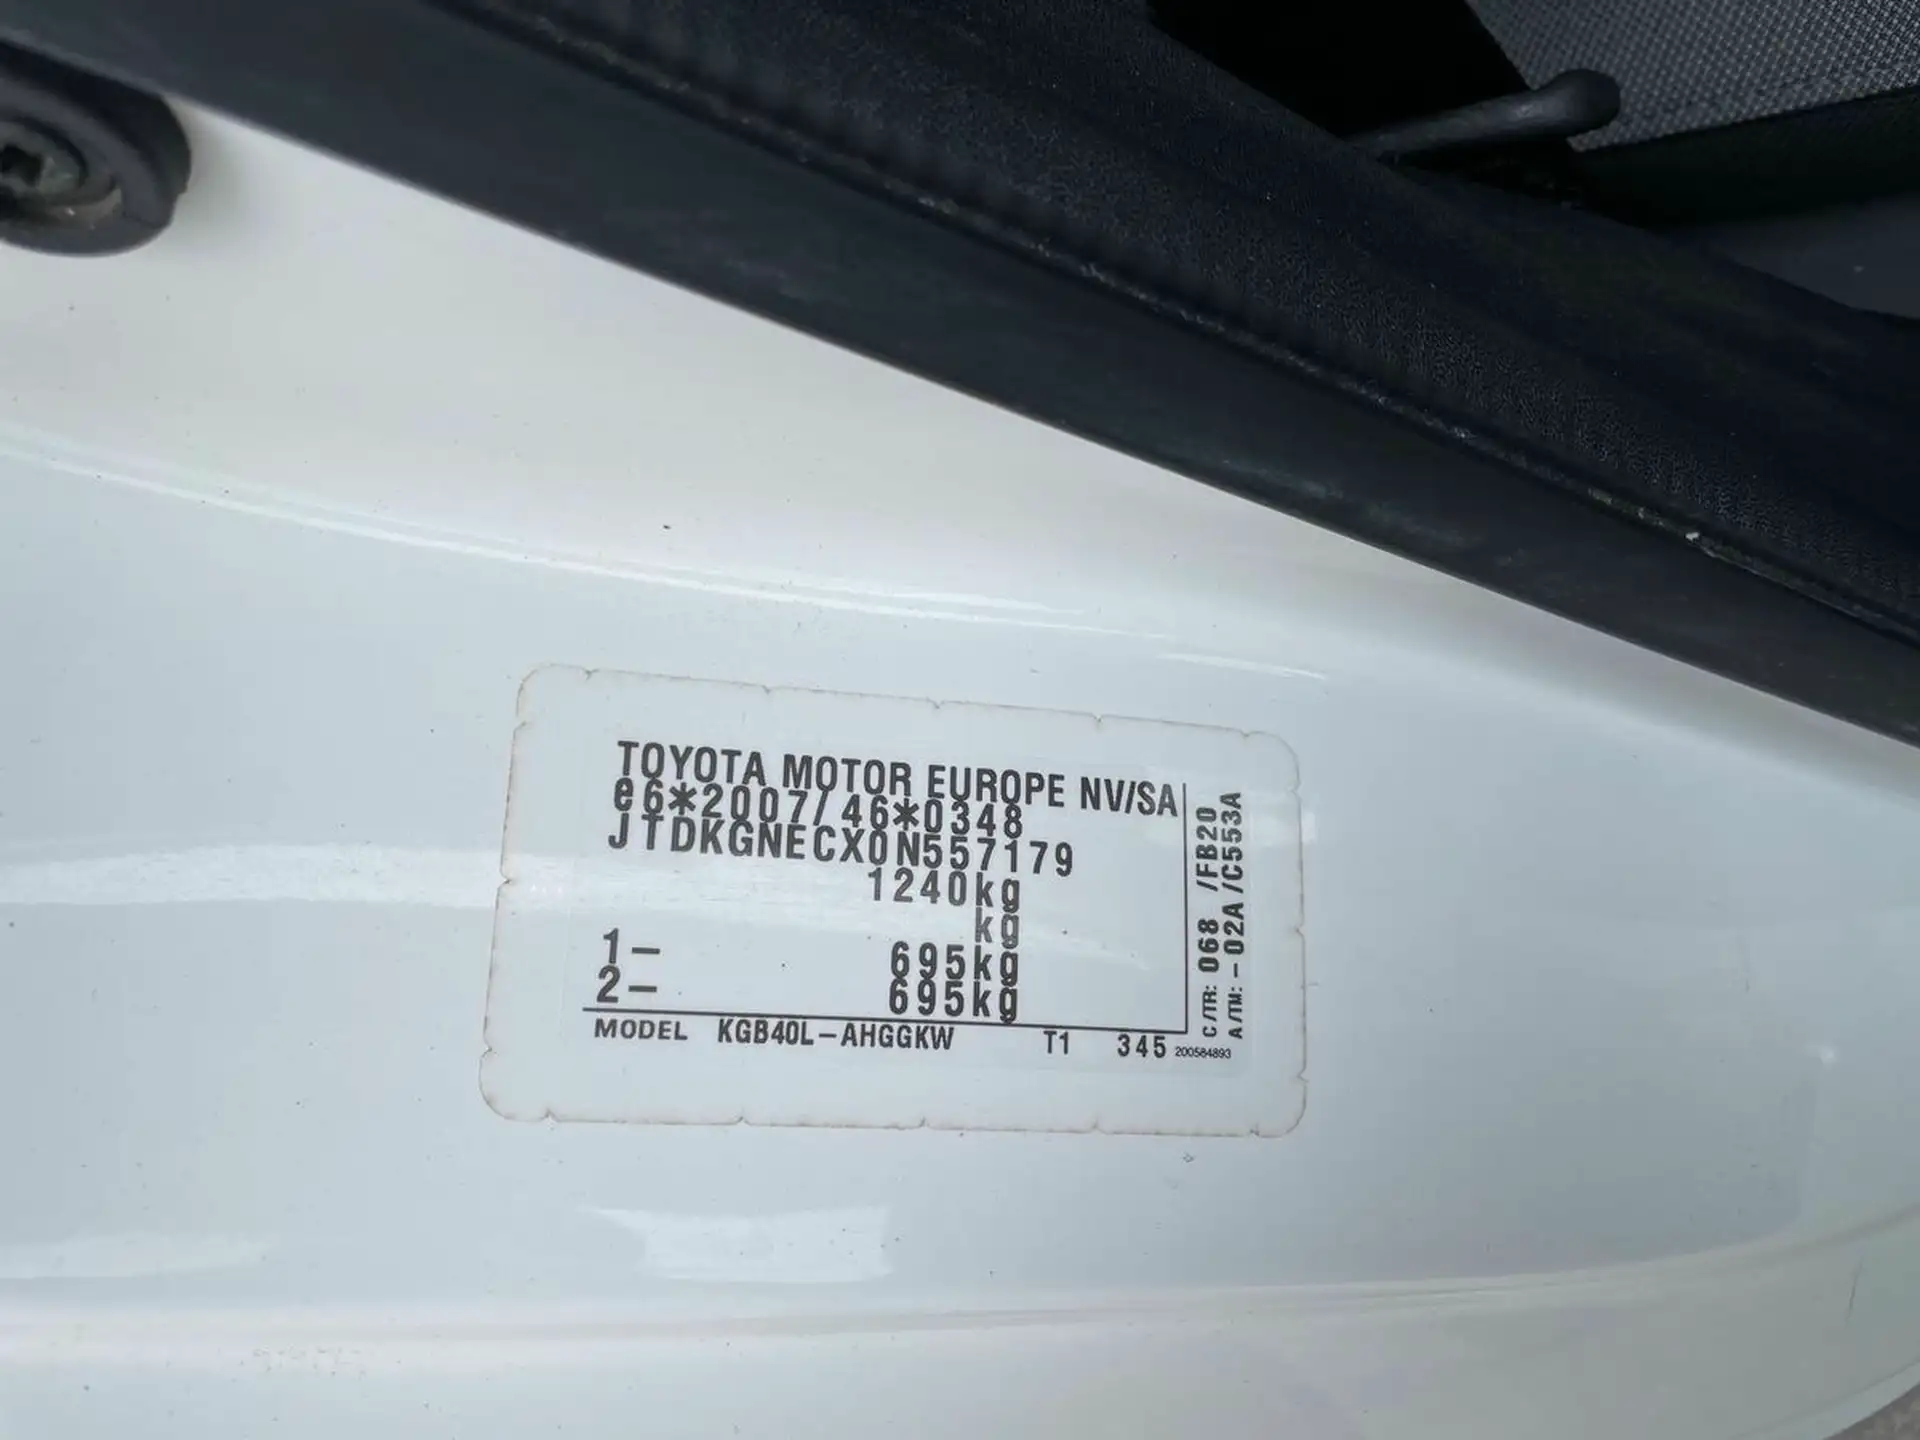 TOYOTA MOTOR EUROPE NV/SA
e6*2007/46*0348
JTDKGNECX0N557179
1240kg
kg
1- 695kg
2- 695kg
MODEL KGB40L-AHGGKW T1 345 200584893
C/TR: 068 /FB20
A/TM: -02A /C553A